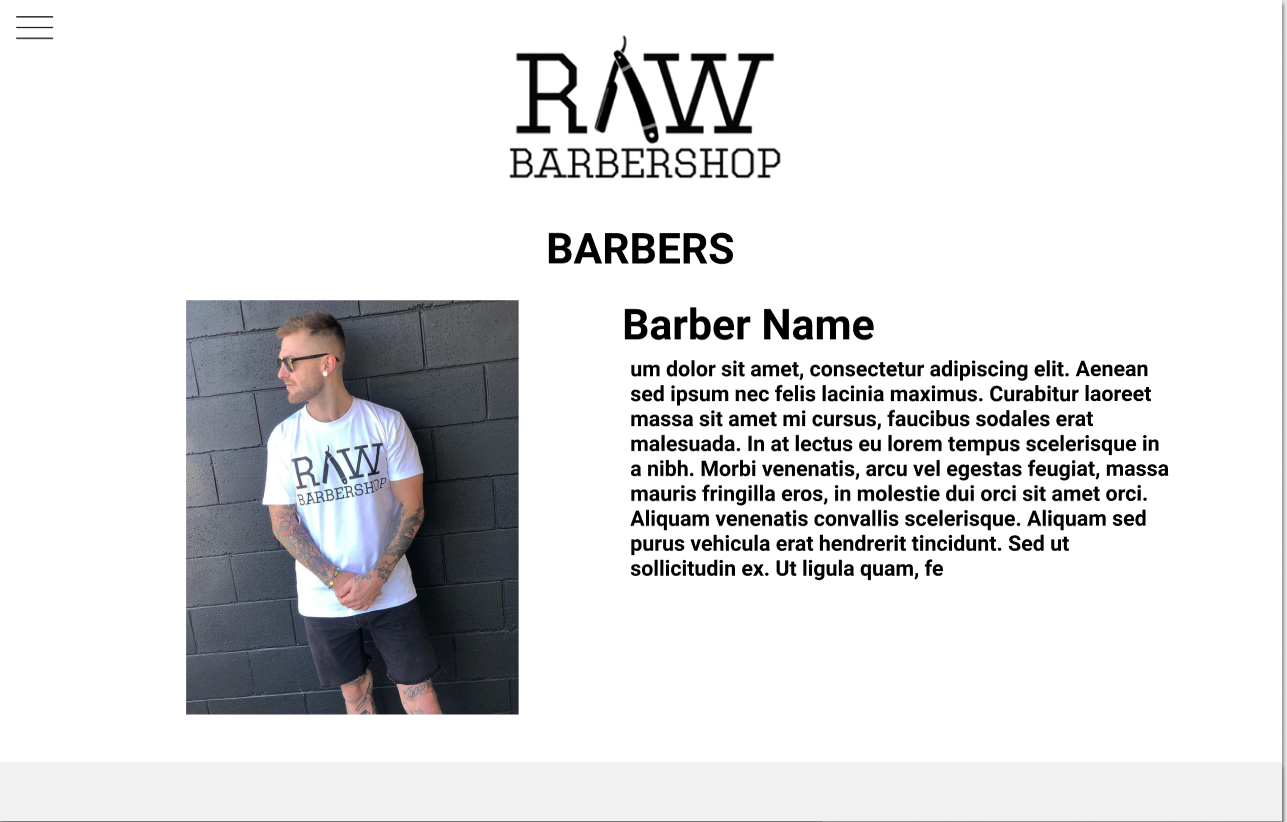 RAW
BARBERSHOP
BARBERS
Barber Name
um dolor sit amet, consectetur adipiscing elit. Aenean
sed ipsum nec felis lacinia maximus. Curabitur laoreet
massa sit amet mi cursus, faucibus sodales erat
malesuada. In at lectus eu lorem tempus scelerisque in
a nibh. Morbi venenatis, arcu vel egestas feugiat, massa
mauris fringilla eros, in molestie dui orci sit amet orci.
Aliquam venenatis convallis scelerisque. Aliquam sed
purus vehicula erat hendrerit tincidunt. Sed ut
sollicitudin ex. Ut ligula quam, fe
RAW
BARBERSHOP